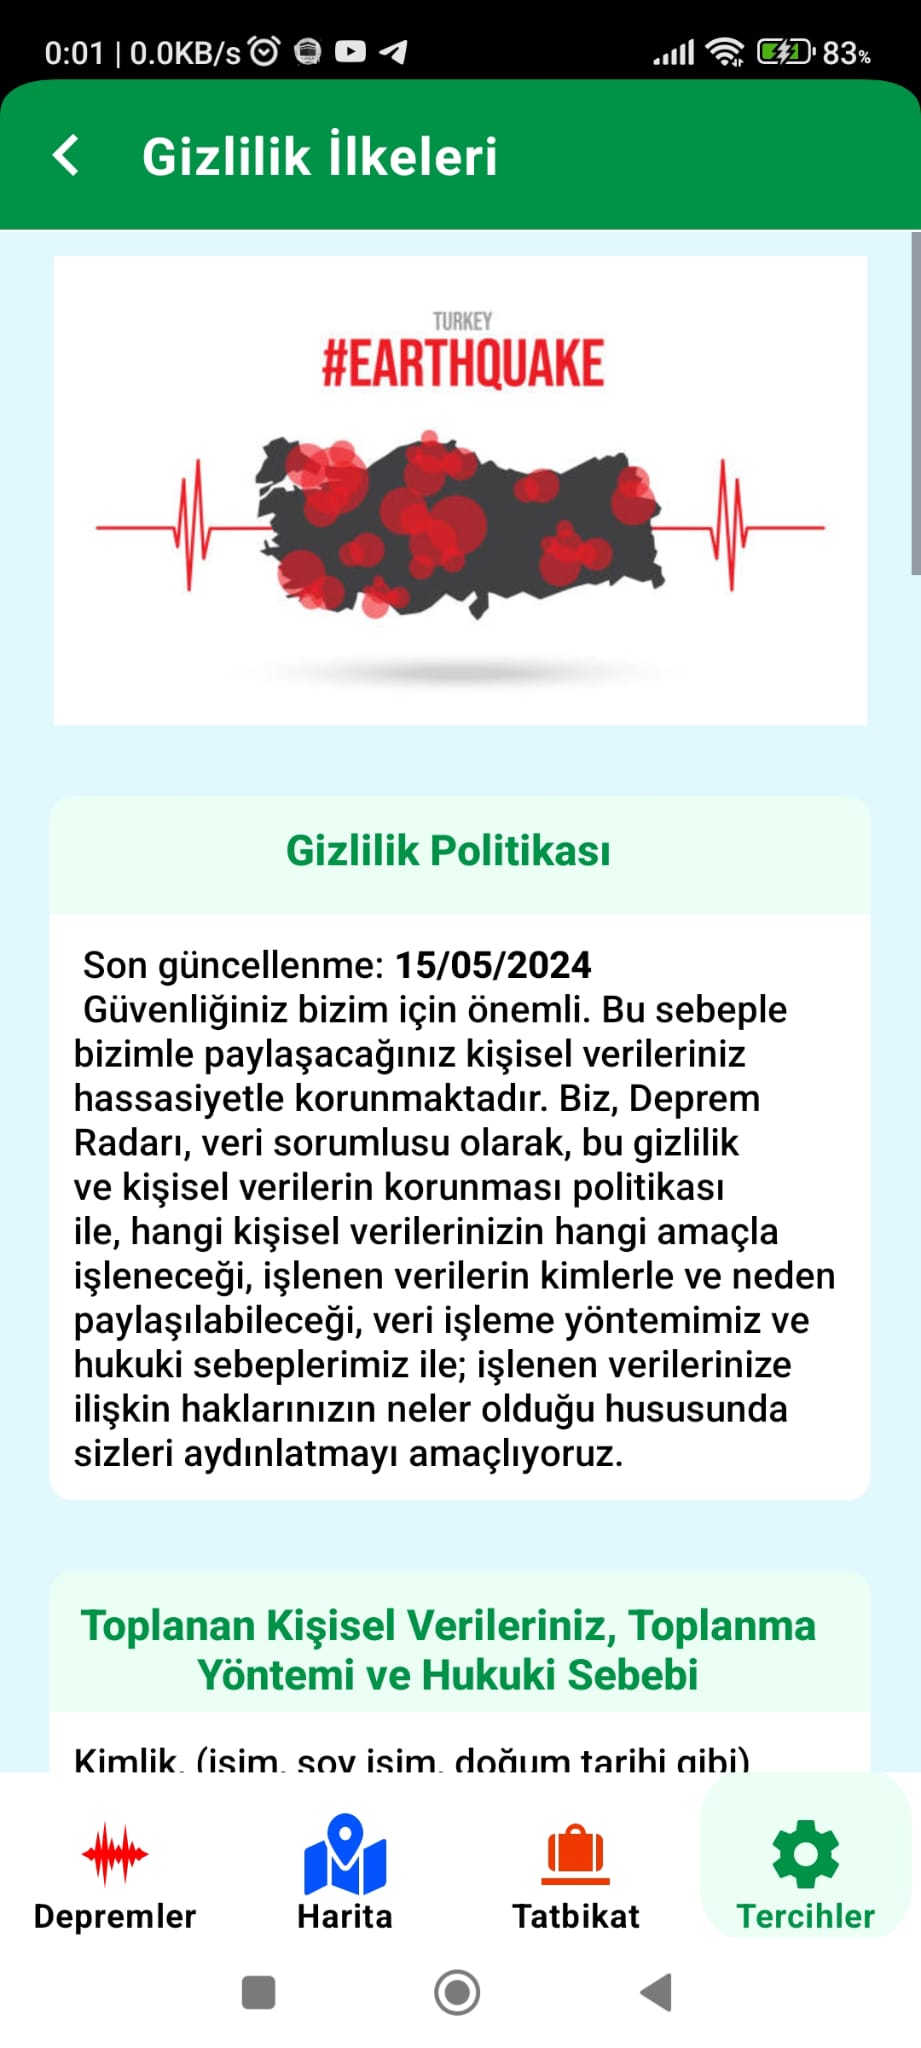 0:01 | 0.0KB/s
83%
Gizlilik İlkeleri
TURKEY
#EARTHQUAKE
Gizlilik Politikası
Son güncellenme: 15/05/2024
Güvenliğiniz bizim için önemli. Bu sebeple
bizimle paylaşacağınız kişisel verileriniz
hassasiyetle korunmaktadır. Biz, Deprem
Radarı, veri sorumlusu olarak, bu gizlilik
ve kişisel verilerin korunması politikası
ile, hangi kişisel verilerinizin hangi amaçla
işleneceği, işlenen verilerin kimlerle ve neden
paylaşılabileceği, veri işleme yöntemimiz ve
hukuki sebeplerimiz ile; işlenen verilerinize
ilişkin haklarınızın neler olduğu hususunda
sizleri aydınlatmayı amaçlıyoruz.
Toplanan Kişisel Verileriniz, Toplanma
Yöntemi ve Hukuki Sebebi
Kimlik, (isim, soy isim, doğum tarihi gibi)
Depremler
Harita
Tatbikat
Tercihler